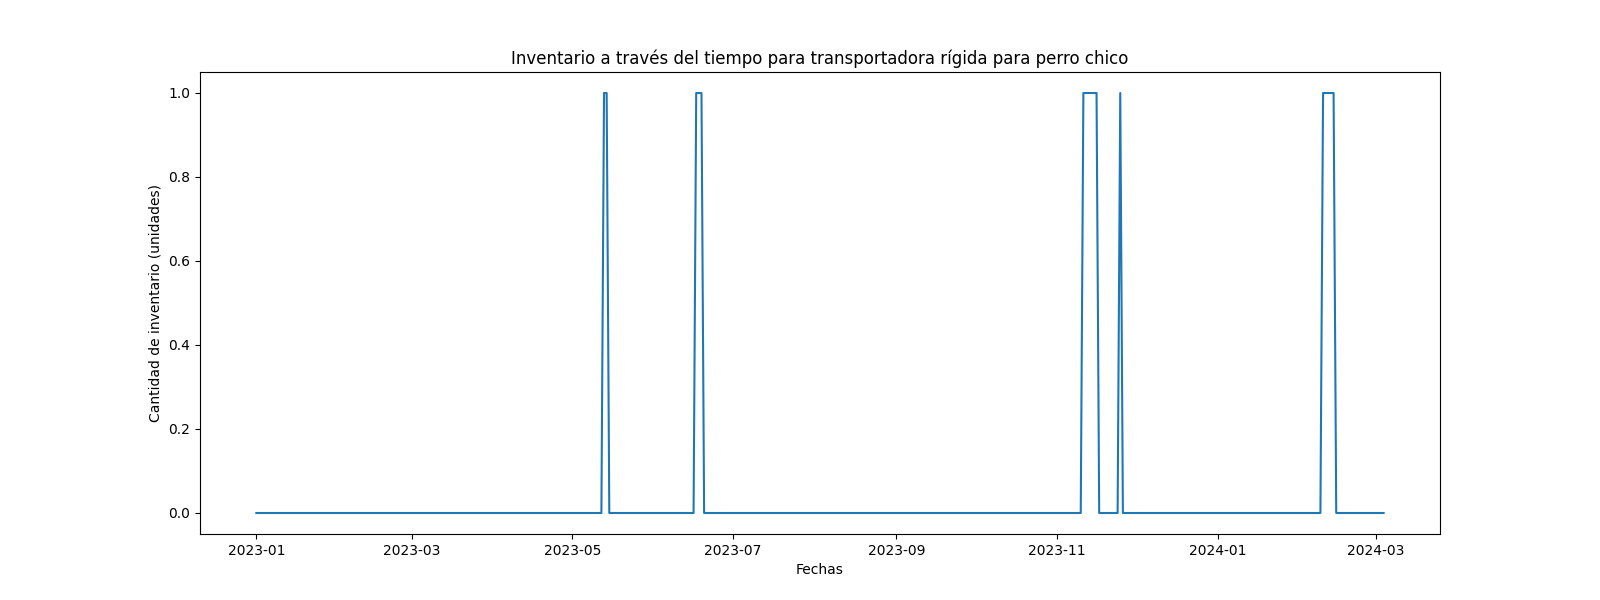 Inventario a través del tiempo para transportadora rígida para perro chico
Cantidad de inventario (unidades)
1.0
0.8
0.6
0.4
0.2
0.0
2023-01 2023-03 2023-05 2023-07 2023-09 2023-11 2024-01 2024-03
Fechas